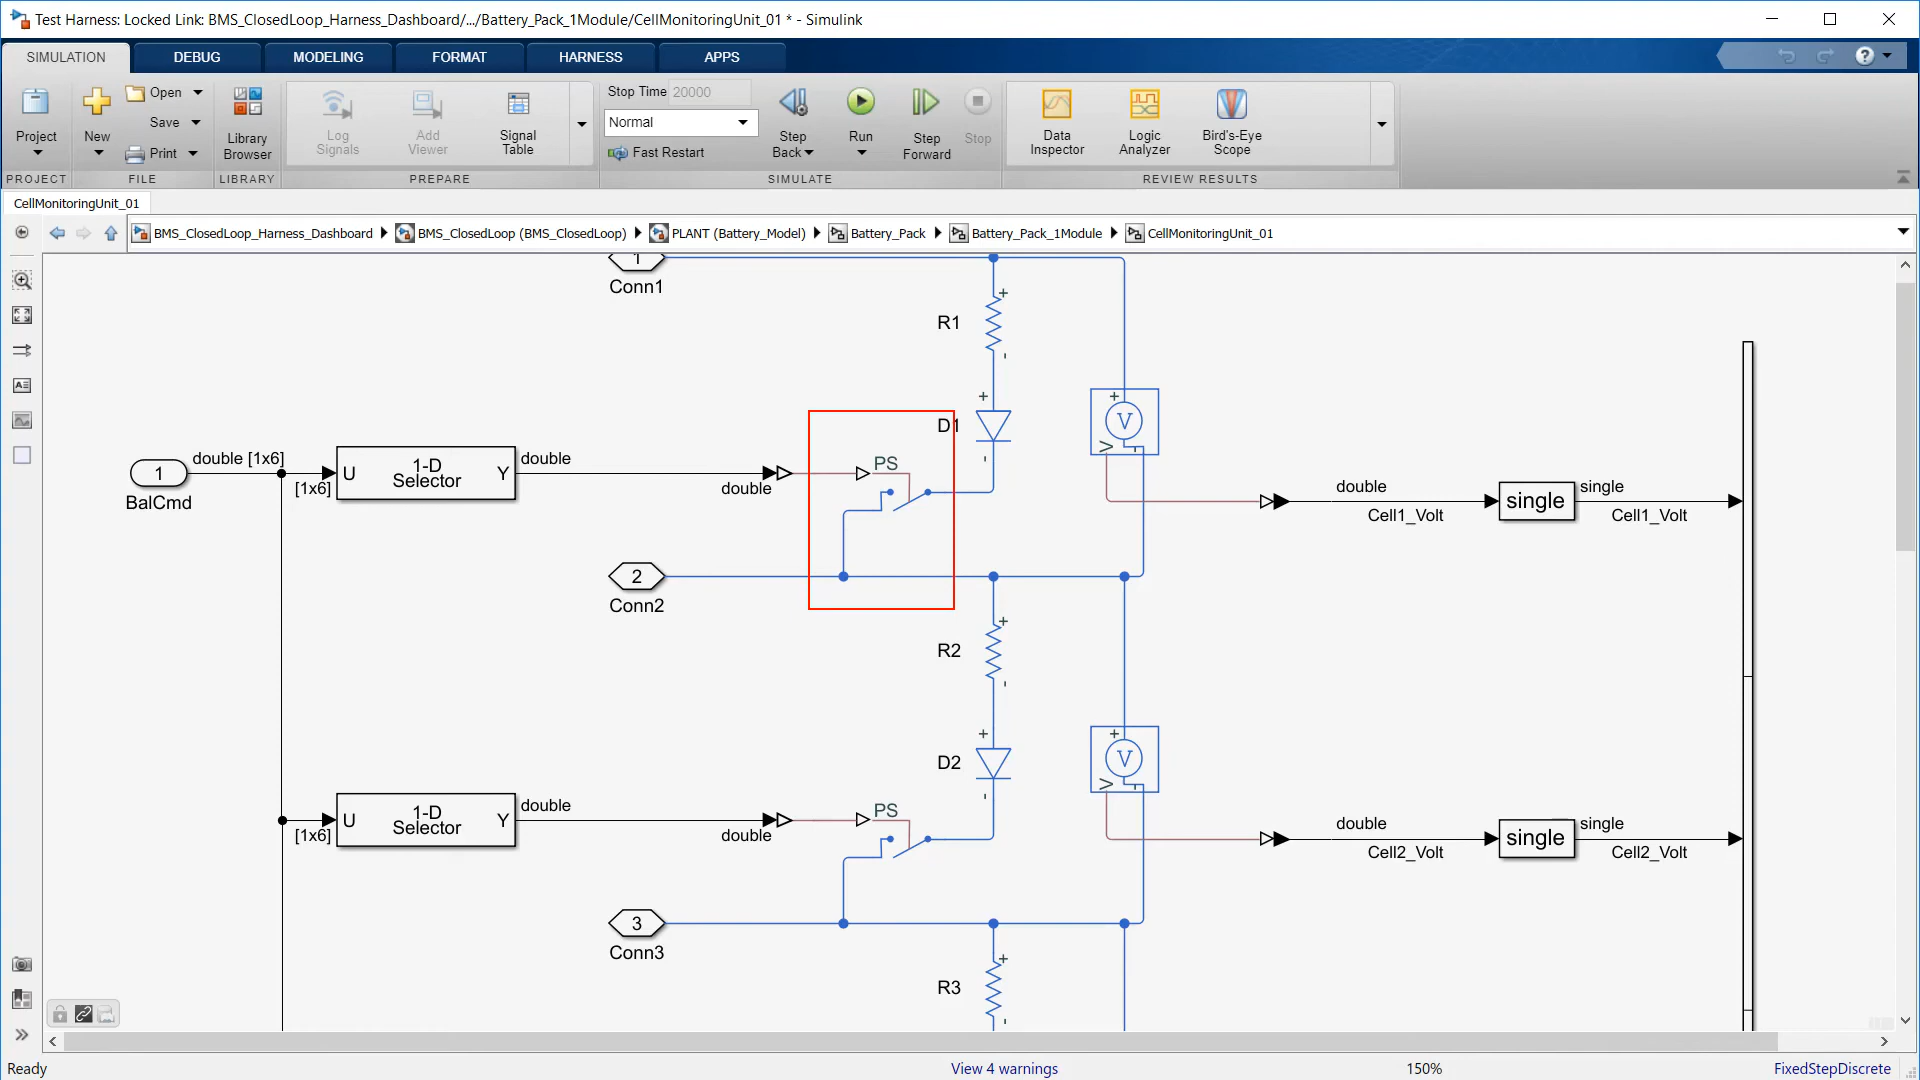 Test Harness: Locked Link: BMS_ClosedLoop_Harness_Dashboard/.../Battery_Pack_1Module/CellMonitoringUnit_01 * - Simulink
SIMULATION DEBUG MODELING FORMAT HARNESS APPS
?
Project
New
Open
Save
Print
Library
Browser
Log
Signals
Add
Viewer
Signal
Table
Stop Time 20000
Normal
Fast Restart
Step
Back
Run
Step
Forward
Stop
Data
Inspector
Logic
Analyzer
Bird's-Eye
Scope
PROJECT FILE LIBRARY PREPARE SIMULATE REVIEW RESULTS
CellMonitoringUnit_01
BMS_ClosedLoop_Harness_Dashboard BMS_ClosedLoop (BMS_ClosedLoop) PLANT (Battery_Model) Battery_Pack Battery_Pack_1Module CellMonitoringUnit_01
1
Conn1
+
R1
-
+
D1
-
+
V
V
1
BalCmd
double [1x6]
[1x6]
U
1-D
Selector
Y
double
double
PS
double
Cell1_Volt
single
single
Cell1_Volt
2
Conn2
+
R2
-
+
D2
-
+
V
V
[1x6]
U
1-D
Selector
Y
double
double
PS
double
Cell2_Volt
single
single
Cell2_Volt
3
Conn3
+
R3
-
Ready
View 4 warnings
150%
FixedStepDiscrete